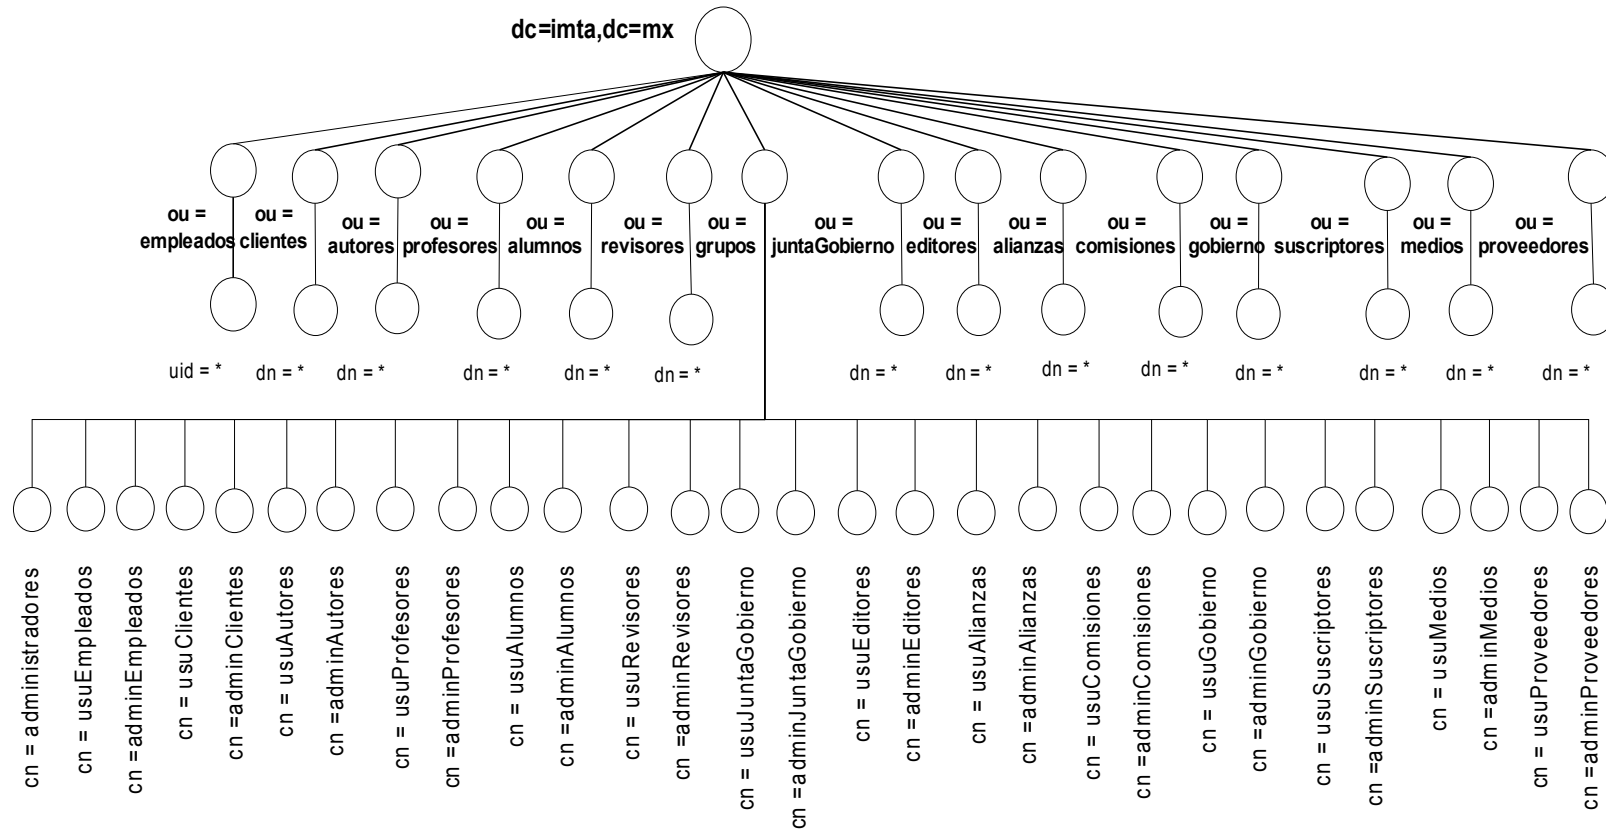 dc=imta,dc=mx
ou =
empleados
ou =
clientes
ou =
autores
ou =
profesores
ou =
alumnos
ou =
revisores
ou =
grupos
ou =
juntaGobierno
ou =
editores
ou =
alianzas
ou =
comisiones
ou =
gobierno
ou =
suscriptores
ou =
medios
ou =
proveedores
uid = *
dn = *
dn = *
dn = *
dn = *
dn = *
dn = *
dn = *
dn = *
dn = *
dn = *
dn = *
dn = *
dn = *
cn = administradores
cn = usuEmpleados
cn =adminEmpleados
cn = usuClientes
cn =adminClientes
cn = usuAutores
cn =adminAutores
cn = usuProfesores
cn =adminProfesores
cn = usuAlumnos
cn =adminAlumnos
cn = usuRevisores
cn =adminRevisores
cn = usuJuntaGobierno
cn =adminJuntaGobierno
cn = usuEditores
cn =adminEditores
cn = usuAlianzas
cn =adminAlianzas
cn = usuComisiones
cn =adminComisiones
cn = usuGobierno
cn =adminGobierno
cn = usuSuscriptores
cn =adminSuscriptores
cn = usuMedios
cn =adminMedios
cn = usuProveedores
cn =adminProveedores